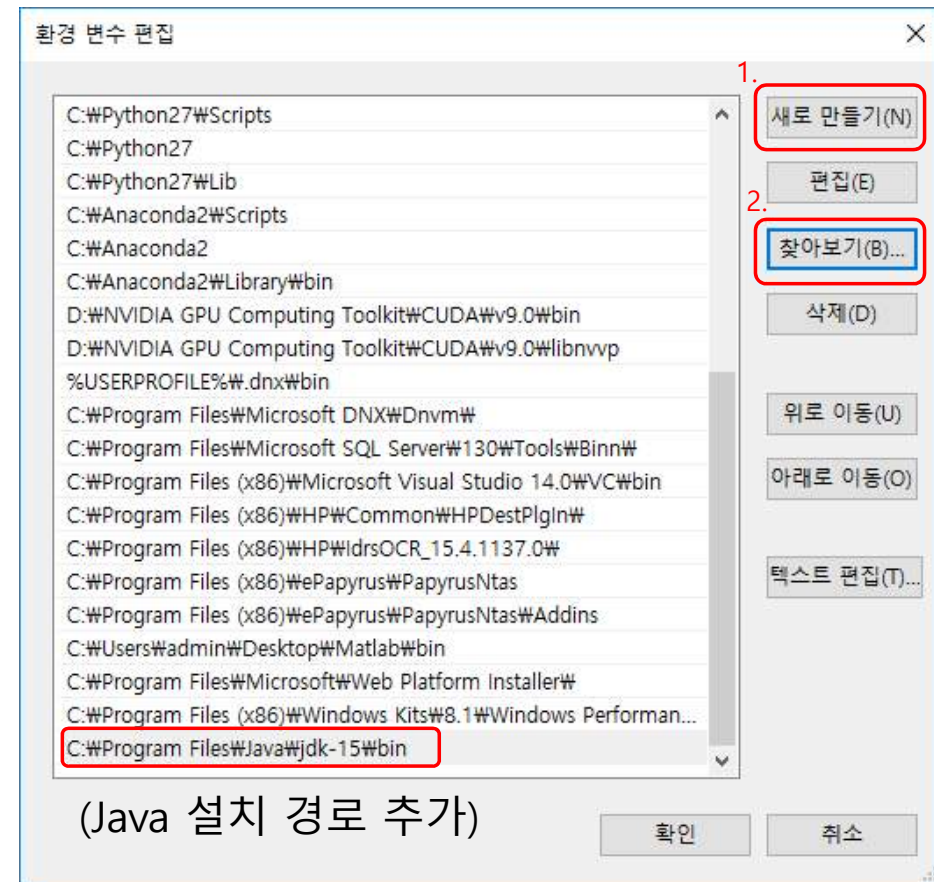 환경 변수 편집
1.
C:₩Python27₩Scripts
새로 만들기(N)
C:₩Python27
C:₩Python27₩Lib
편집(E)
2.
C:₩Anaconda2₩Scripts
C:₩Anaconda2
찾아보기(B)...
C:₩Anaconda2₩Library₩bin
D:₩NVIDIA GPU Computing Toolkit₩CUDA₩v9.0₩bin
삭제(D)
D:₩NVIDIA GPU Computing Toolkit₩CUDA₩v9.0₩libnvvp
%USERPROFILE%₩.dnx₩bin
C:₩Program Files₩Microsoft DNX₩Dnvm₩
위로 이동(U)
C:₩Program Files₩Microsoft SQL Server₩130₩Tools₩Binn₩
C:₩Program Files (x86)₩Microsoft Visual Studio 14.0₩VC₩bin
아래로 이동(O)
C:₩Program Files (x86)₩HP₩Common₩HPDestPlgIn₩
C:₩Program Files (x86)₩HP₩IdrsOCR_15.4.1137.0₩
C:₩Program Files (x86)₩ePapyrus₩PapyrusNtas
텍스트 편집(T)...
C:₩Program Files (x86)₩ePapyrus₩PapyrusNtas₩Addins
C:₩Users₩admin₩Desktop₩Matlab₩bin
C:₩Program Files₩Microsoft₩Web Platform Installer₩
C:₩Program Files (x86)₩Windows Kits₩8.1₩Windows Performan...
C:₩Program Files₩Java₩jdk-15₩bin
(Java 설치 경로 추가)
확인
취소